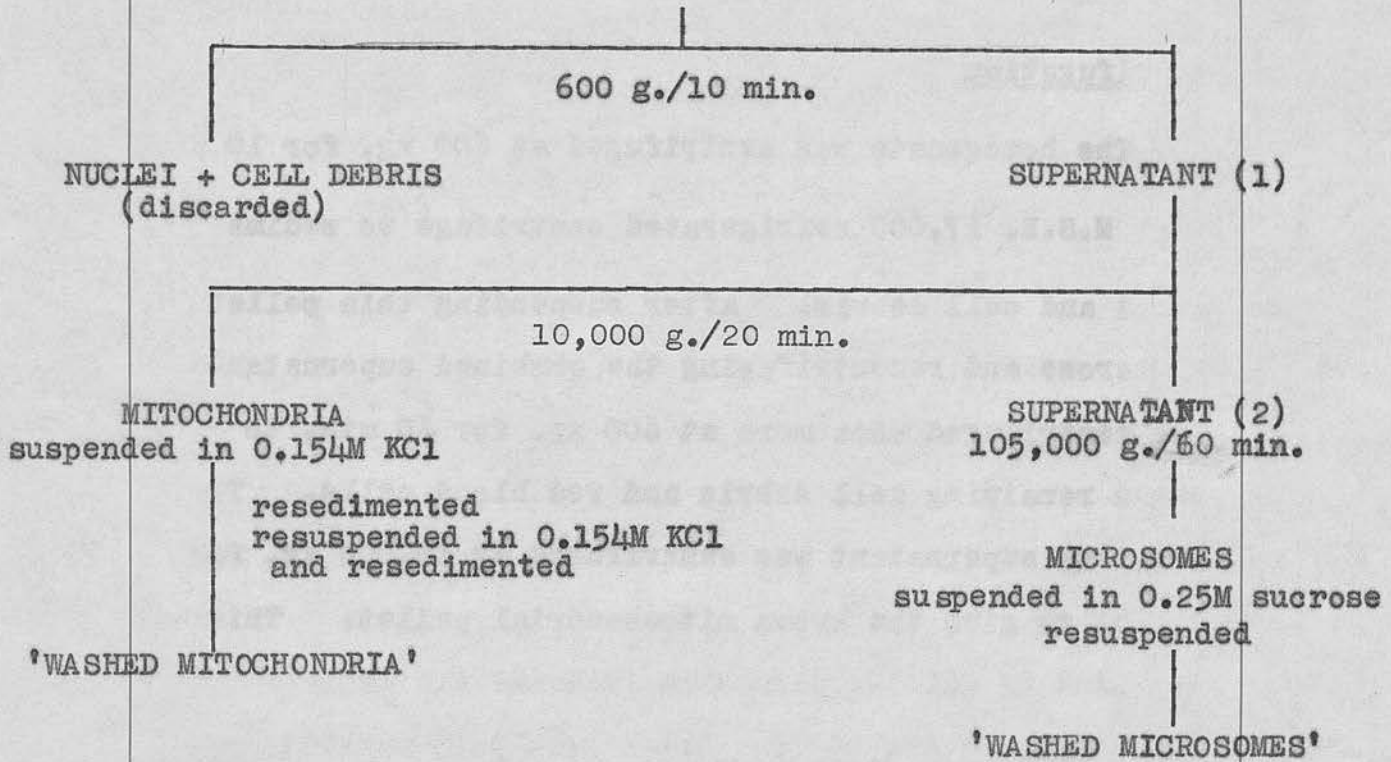 600 g./10 min.
NUCLEI + CELL DEBRIS
(discarded)
SUPERNATANT (1)
10,000 g./20 min.
MITOCHONDRIA
suspended in 0.154M KCl
SUPERNATANT (2)
105,000 g./60 min.
resedimented
resuspended in 0.154M KCl
and resedimented
MICROSOMES
suspended in 0.25M sucrose
resuspended
'WASHED MITOCHONDRIA'
'WASHED MICROSOMES'